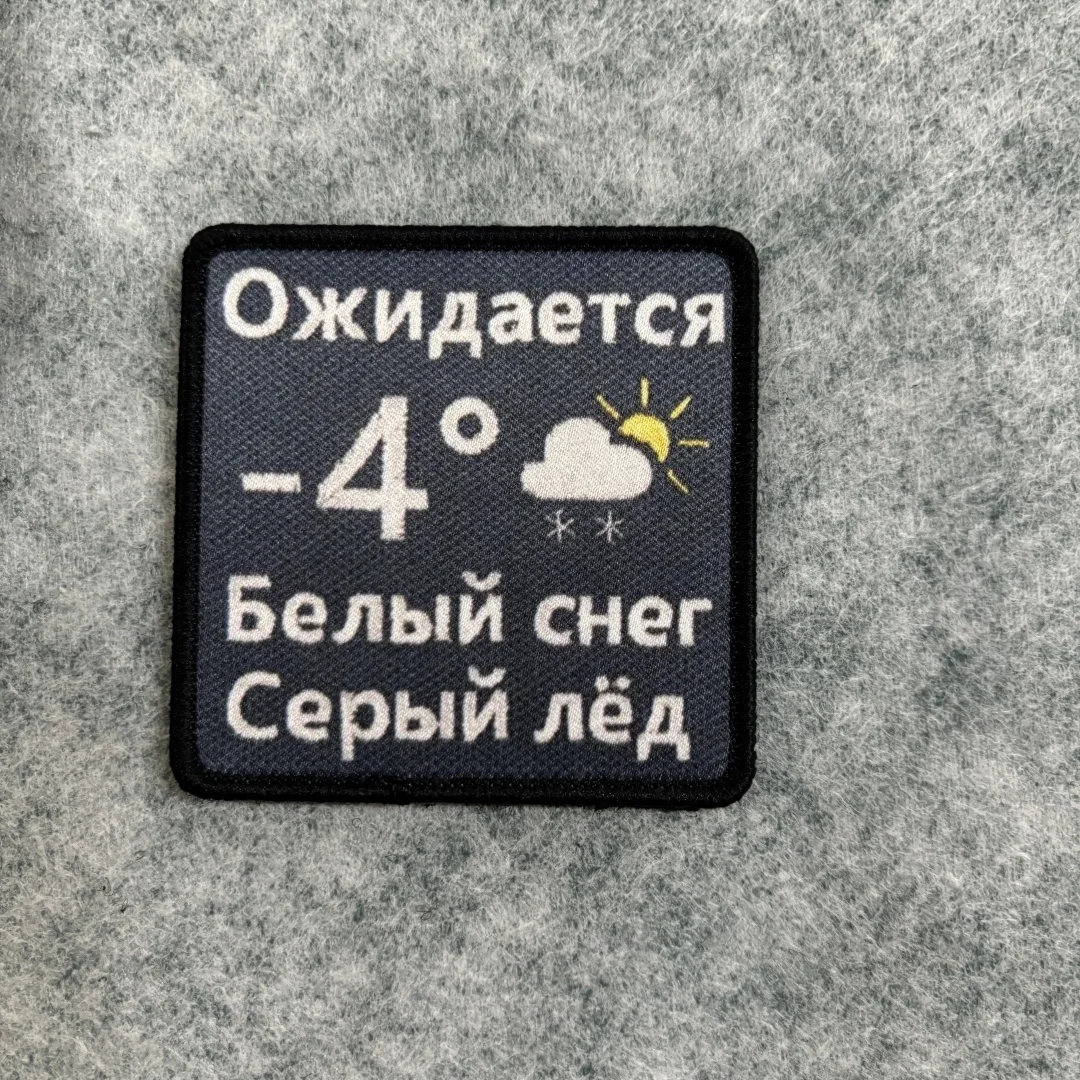 Ожидается
-4°
Белый снег
Серый лёд